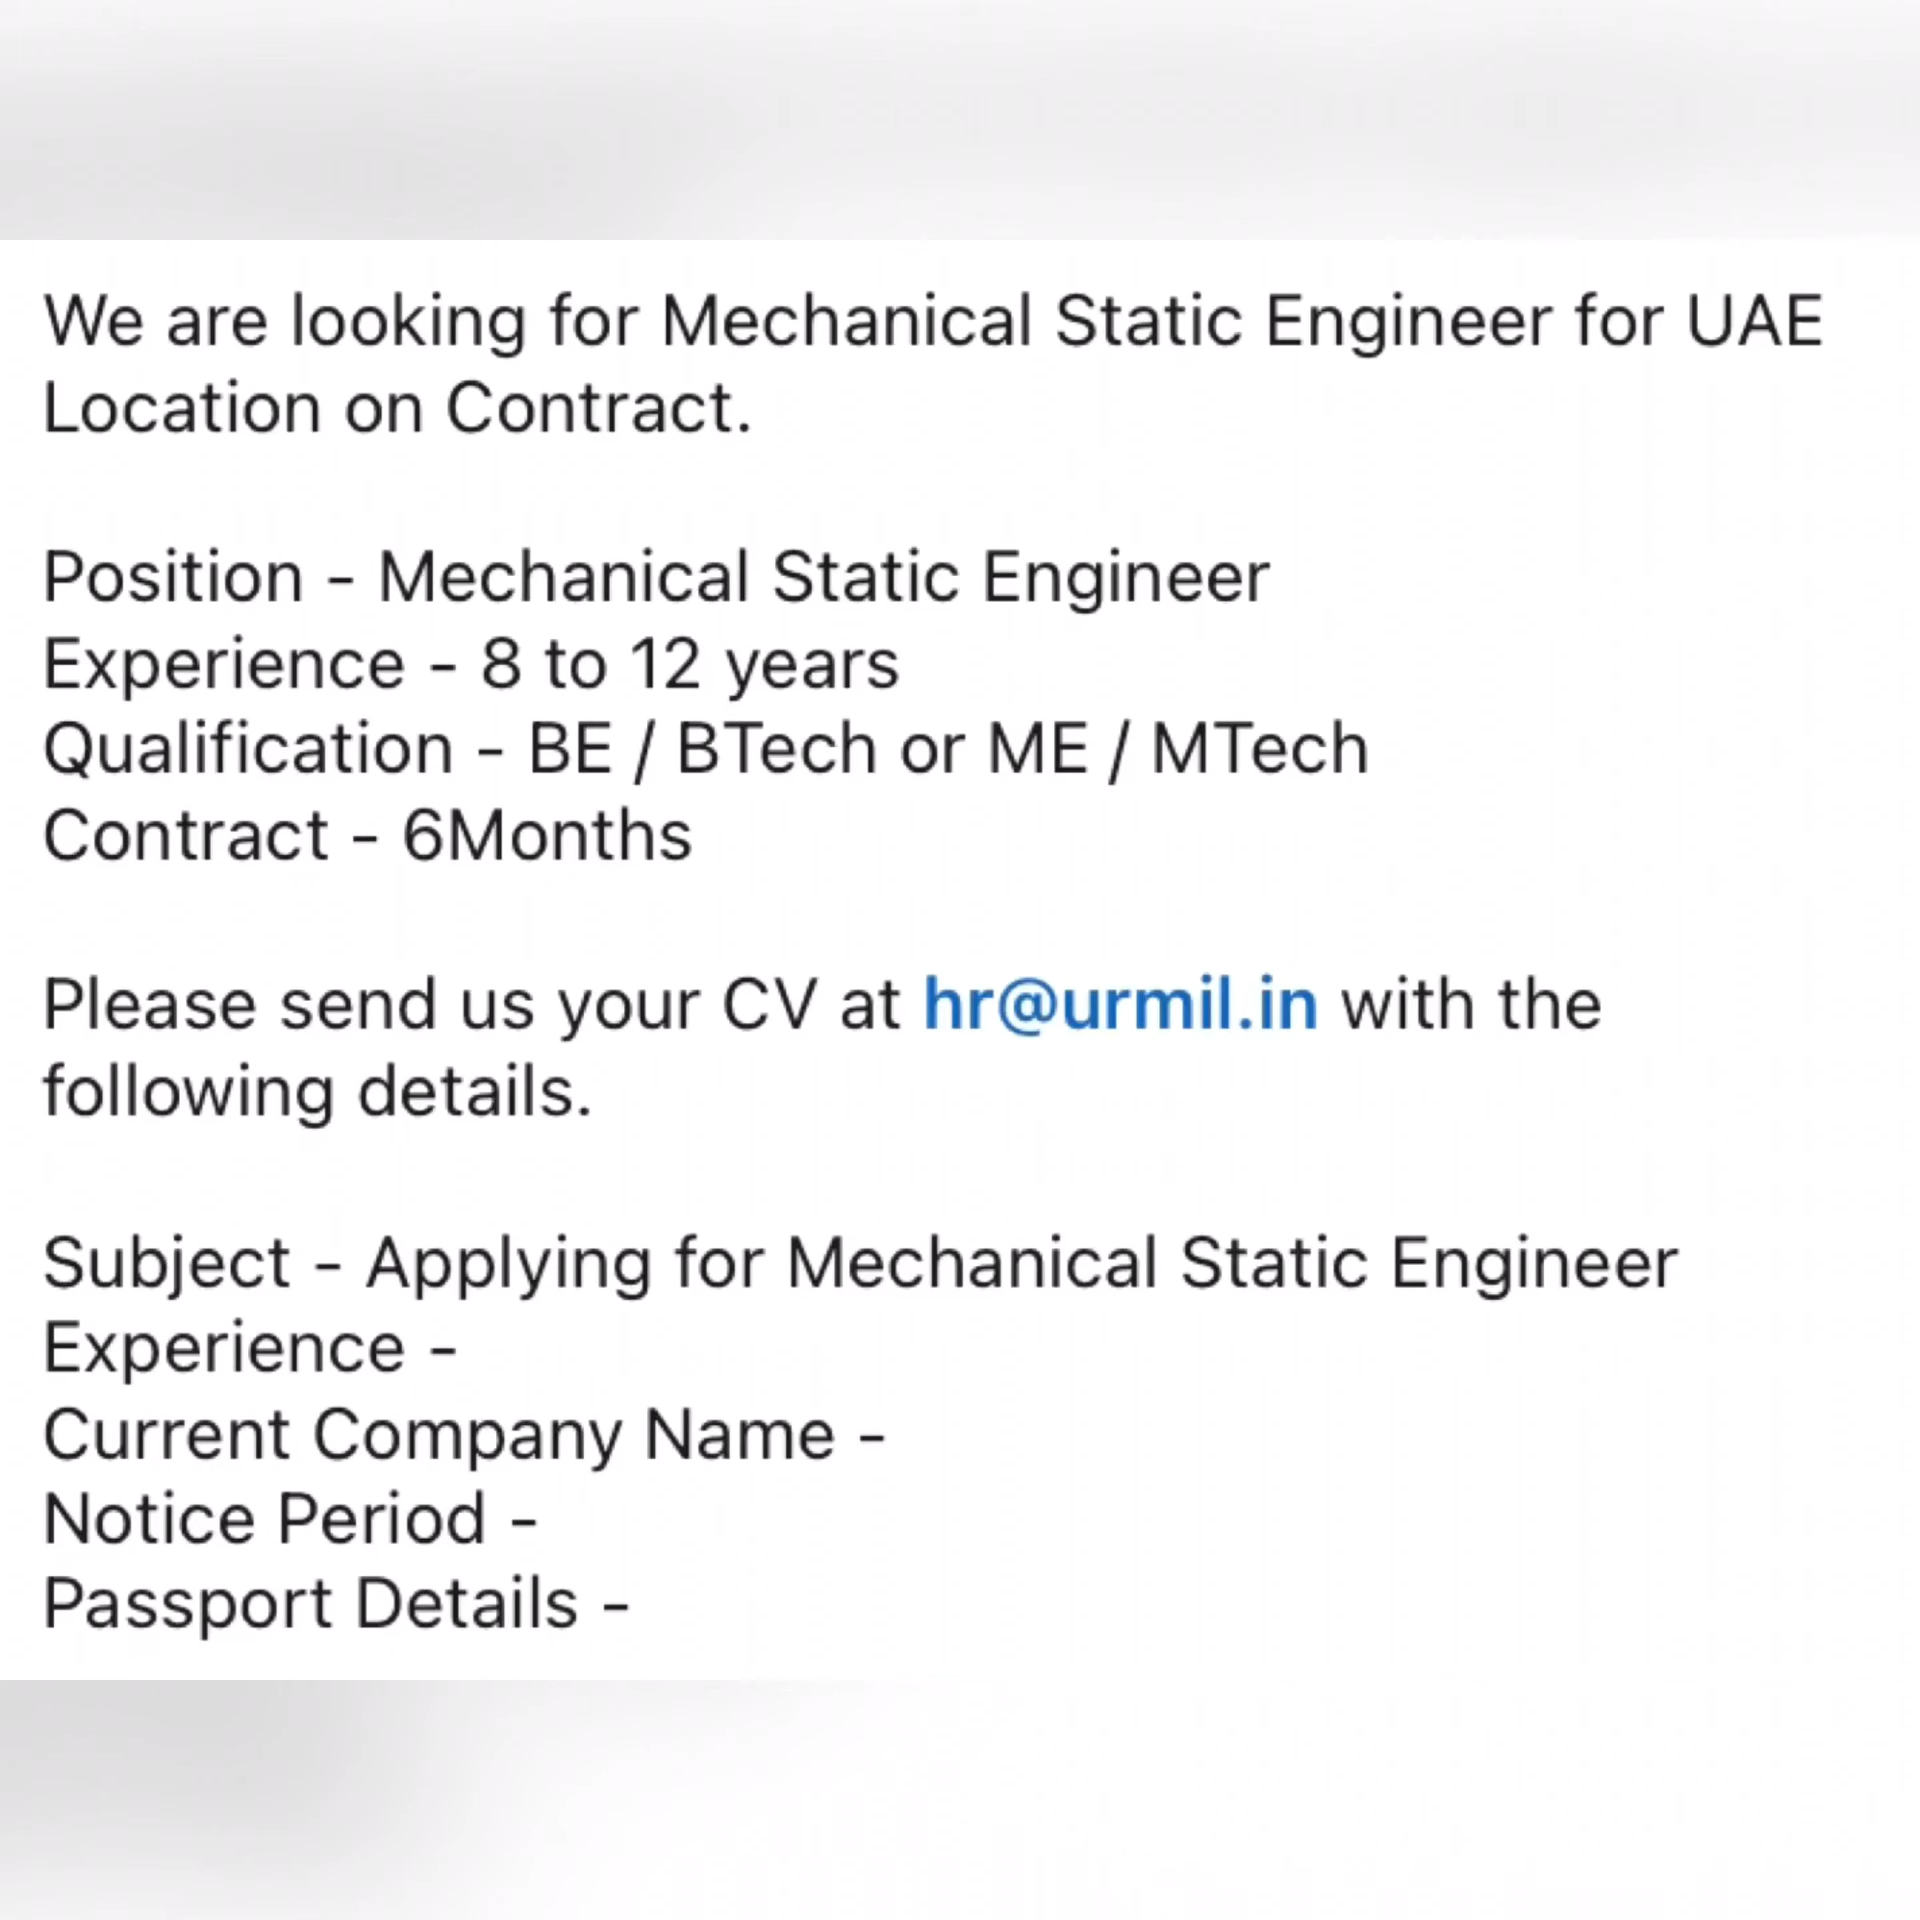 We are looking for Mechanical Static Engineer for UAE
Location on Contract.
Position - Mechanical Static Engineer
Experience - 8 to 12 years
Qualification - BE / BTech or ME / MTech
Contract - 6Months
Please send us your CV at hr@urmil.in with the
following details.
Subject - Applying for Mechanical Static Engineer
Experience -
Current Company Name -
Notice Period -
Passport Details -